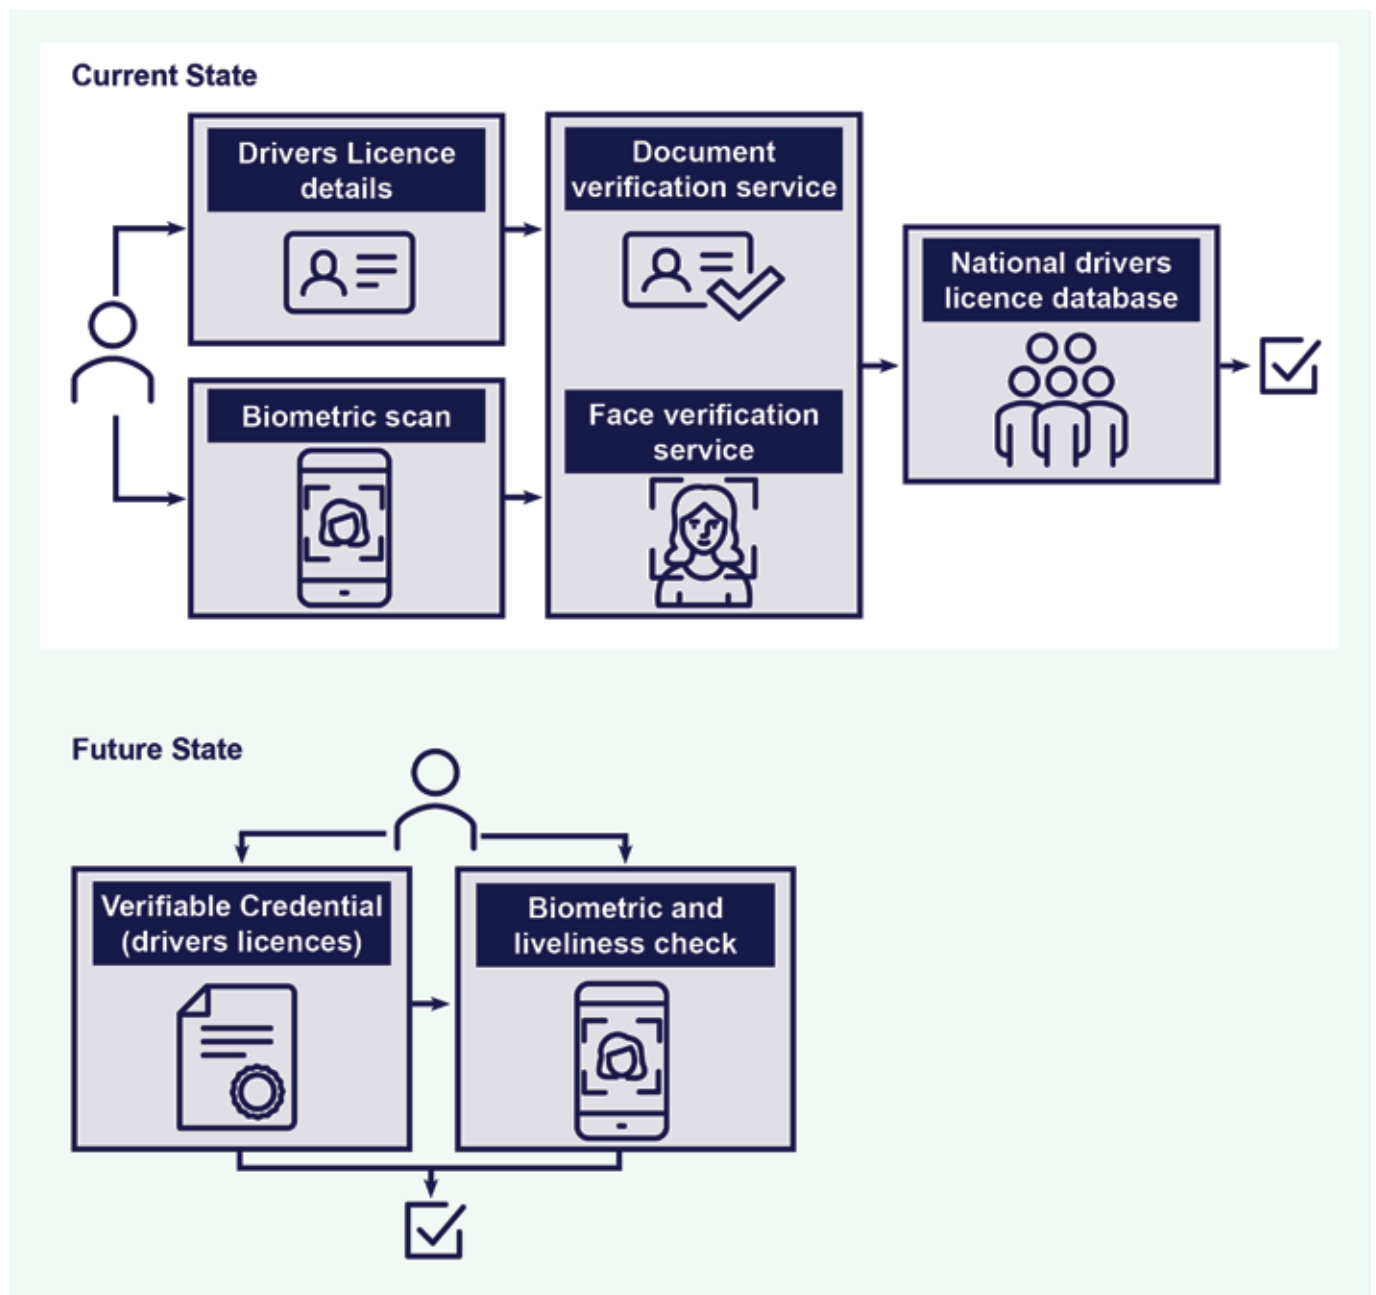 Current State
Drivers Licence
details
Document
verification service
National drivers
licence database
Biometric scan
Face verification
service
Future State
Verifiable Credential
(drivers licences)
Biometric and
liveliness check